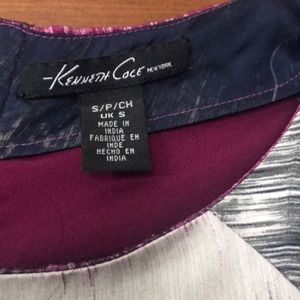 Kenneth Cole NEW YORK
S/P/CH
UK S
MADE IN
INDIA
FABRIQUE EN
INDE
HECHO EN
INDIA